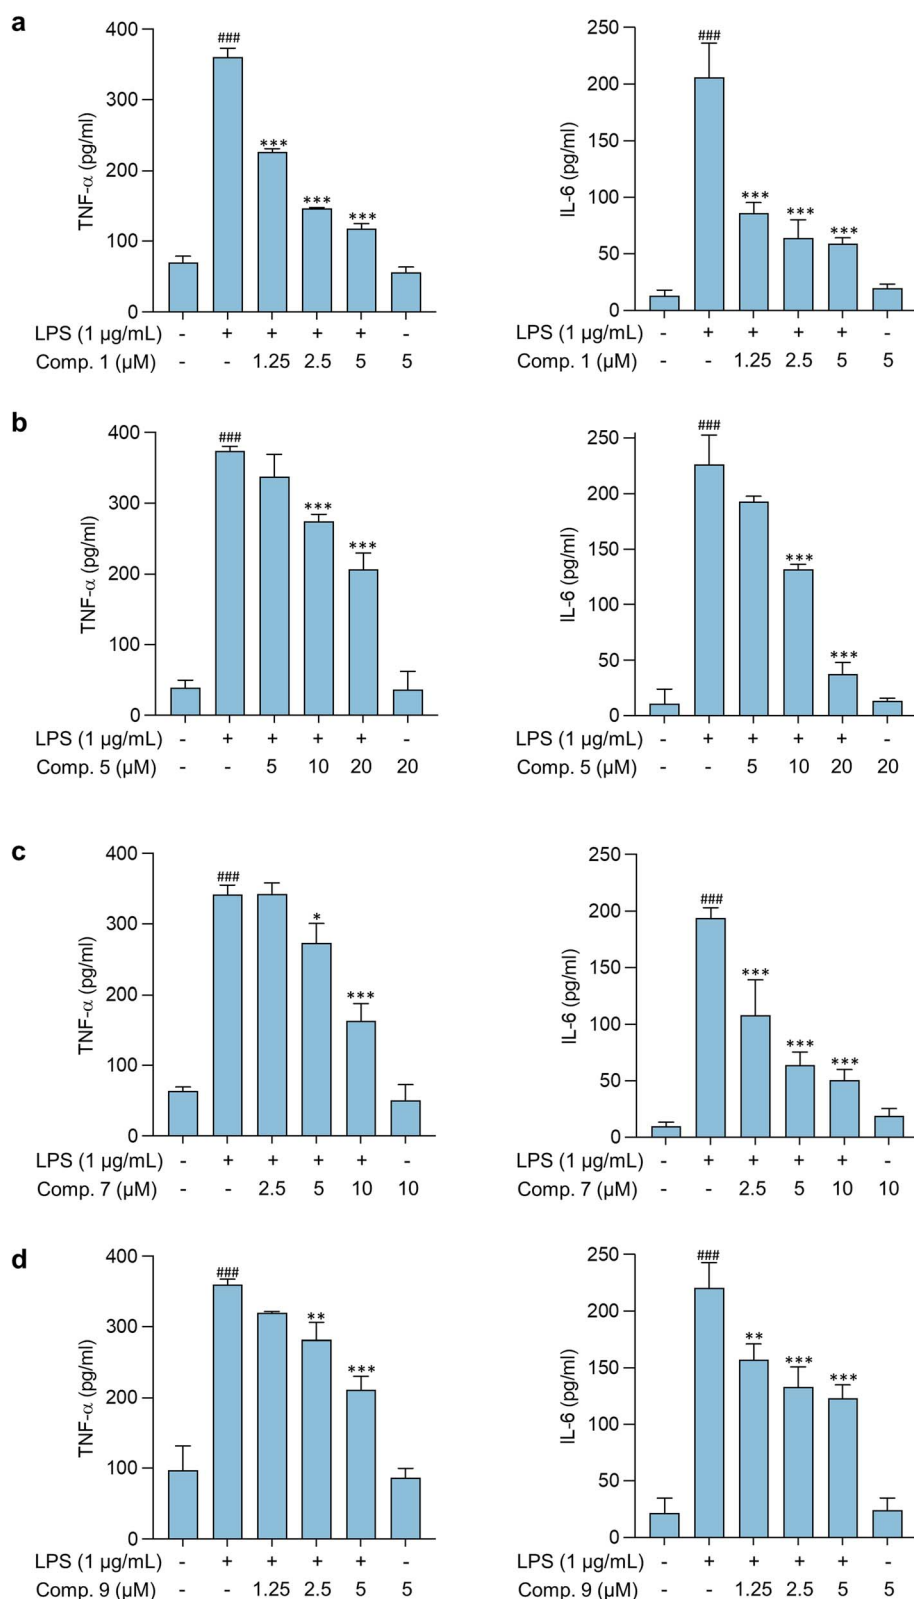 a
TNF-α (pg/ml)
400
300
200
100
0
###
***
***
***
LPS (1 µg/mL) - + + + + -
Comp. 1 (µM) - - 1.25 2.5 5 5
IL-6 (pg/ml)
250
200
150
100
50
0
###
***
***
***
LPS (1 µg/mL) - + + + + -
Comp. 1 (µM) - - 1.25 2.5 5 5
b
TNF-α (pg/ml)
400
300
200
100
0
###
***
***
LPS (1 µg/mL) - + + + + -
Comp. 5 (µM) - - 5 10 20 20
IL-6 (pg/ml)
250
200
150
100
50
0
###
***
***
LPS (1 µg/mL) - + + + + -
Comp. 5 (µM) - - 5 10 20 20
c
TNF-α (pg/ml)
400
300
200
100
0
###
*
***
LPS (1 µg/mL) - + + + + -
Comp. 7 (µM) - - 2.5 5 10 10
IL-6 (pg/ml)
250
200
150
100
50
0
###
***
***
***
LPS (1 µg/mL) - + + + + -
Comp. 7 (µM) - - 2.5 5 10 10
d
TNF-α (pg/ml)
400
300
200
100
0
###
**
***
LPS (1 µg/mL) - + + + + -
Comp. 9 (µM) - - 1.25 2.5 5 5
IL-6 (pg/ml)
250
200
150
100
50
0
###
**
***
***
LPS (1 µg/mL) - + + + + -
Comp. 9 (µM) - - 1.25 2.5 5 5